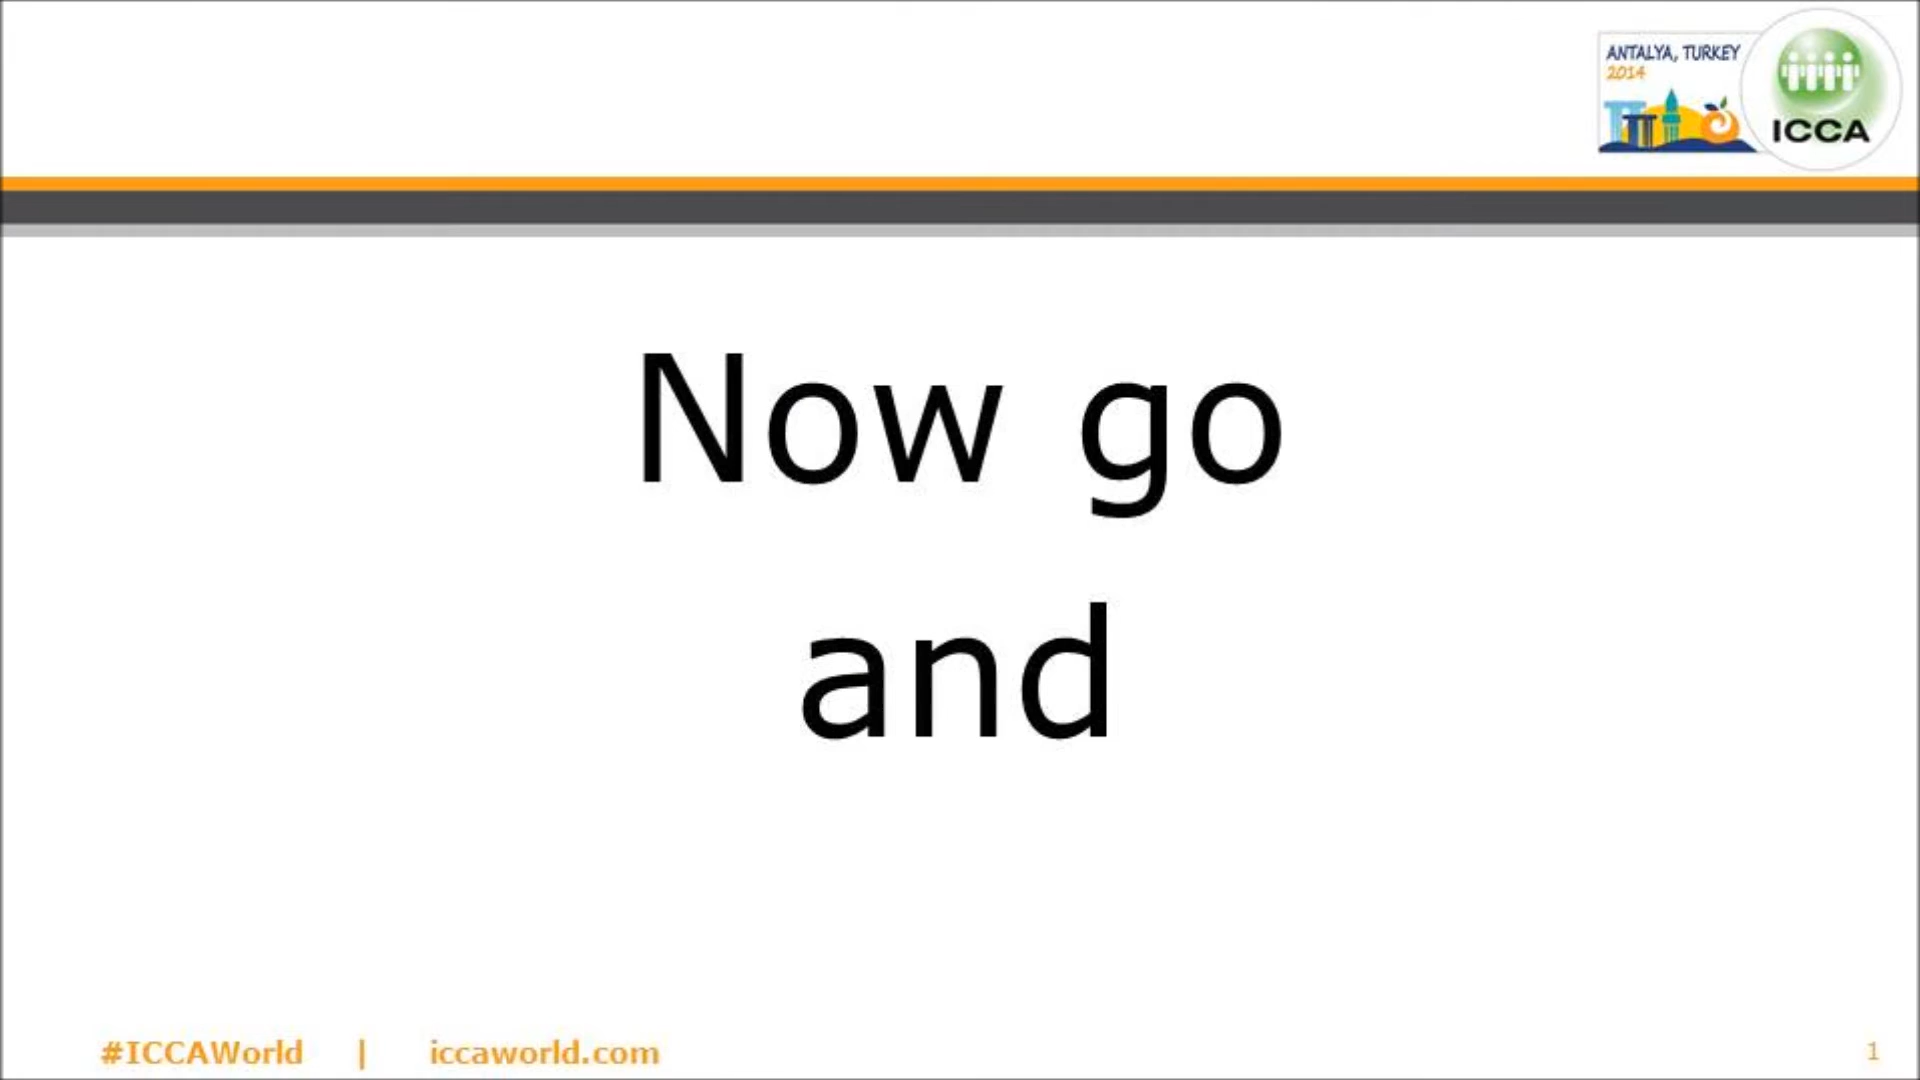 ANTALYA, TURKEY
2014
ICCA
Now go
and
#ICCAWorld | iccaworld.com
1